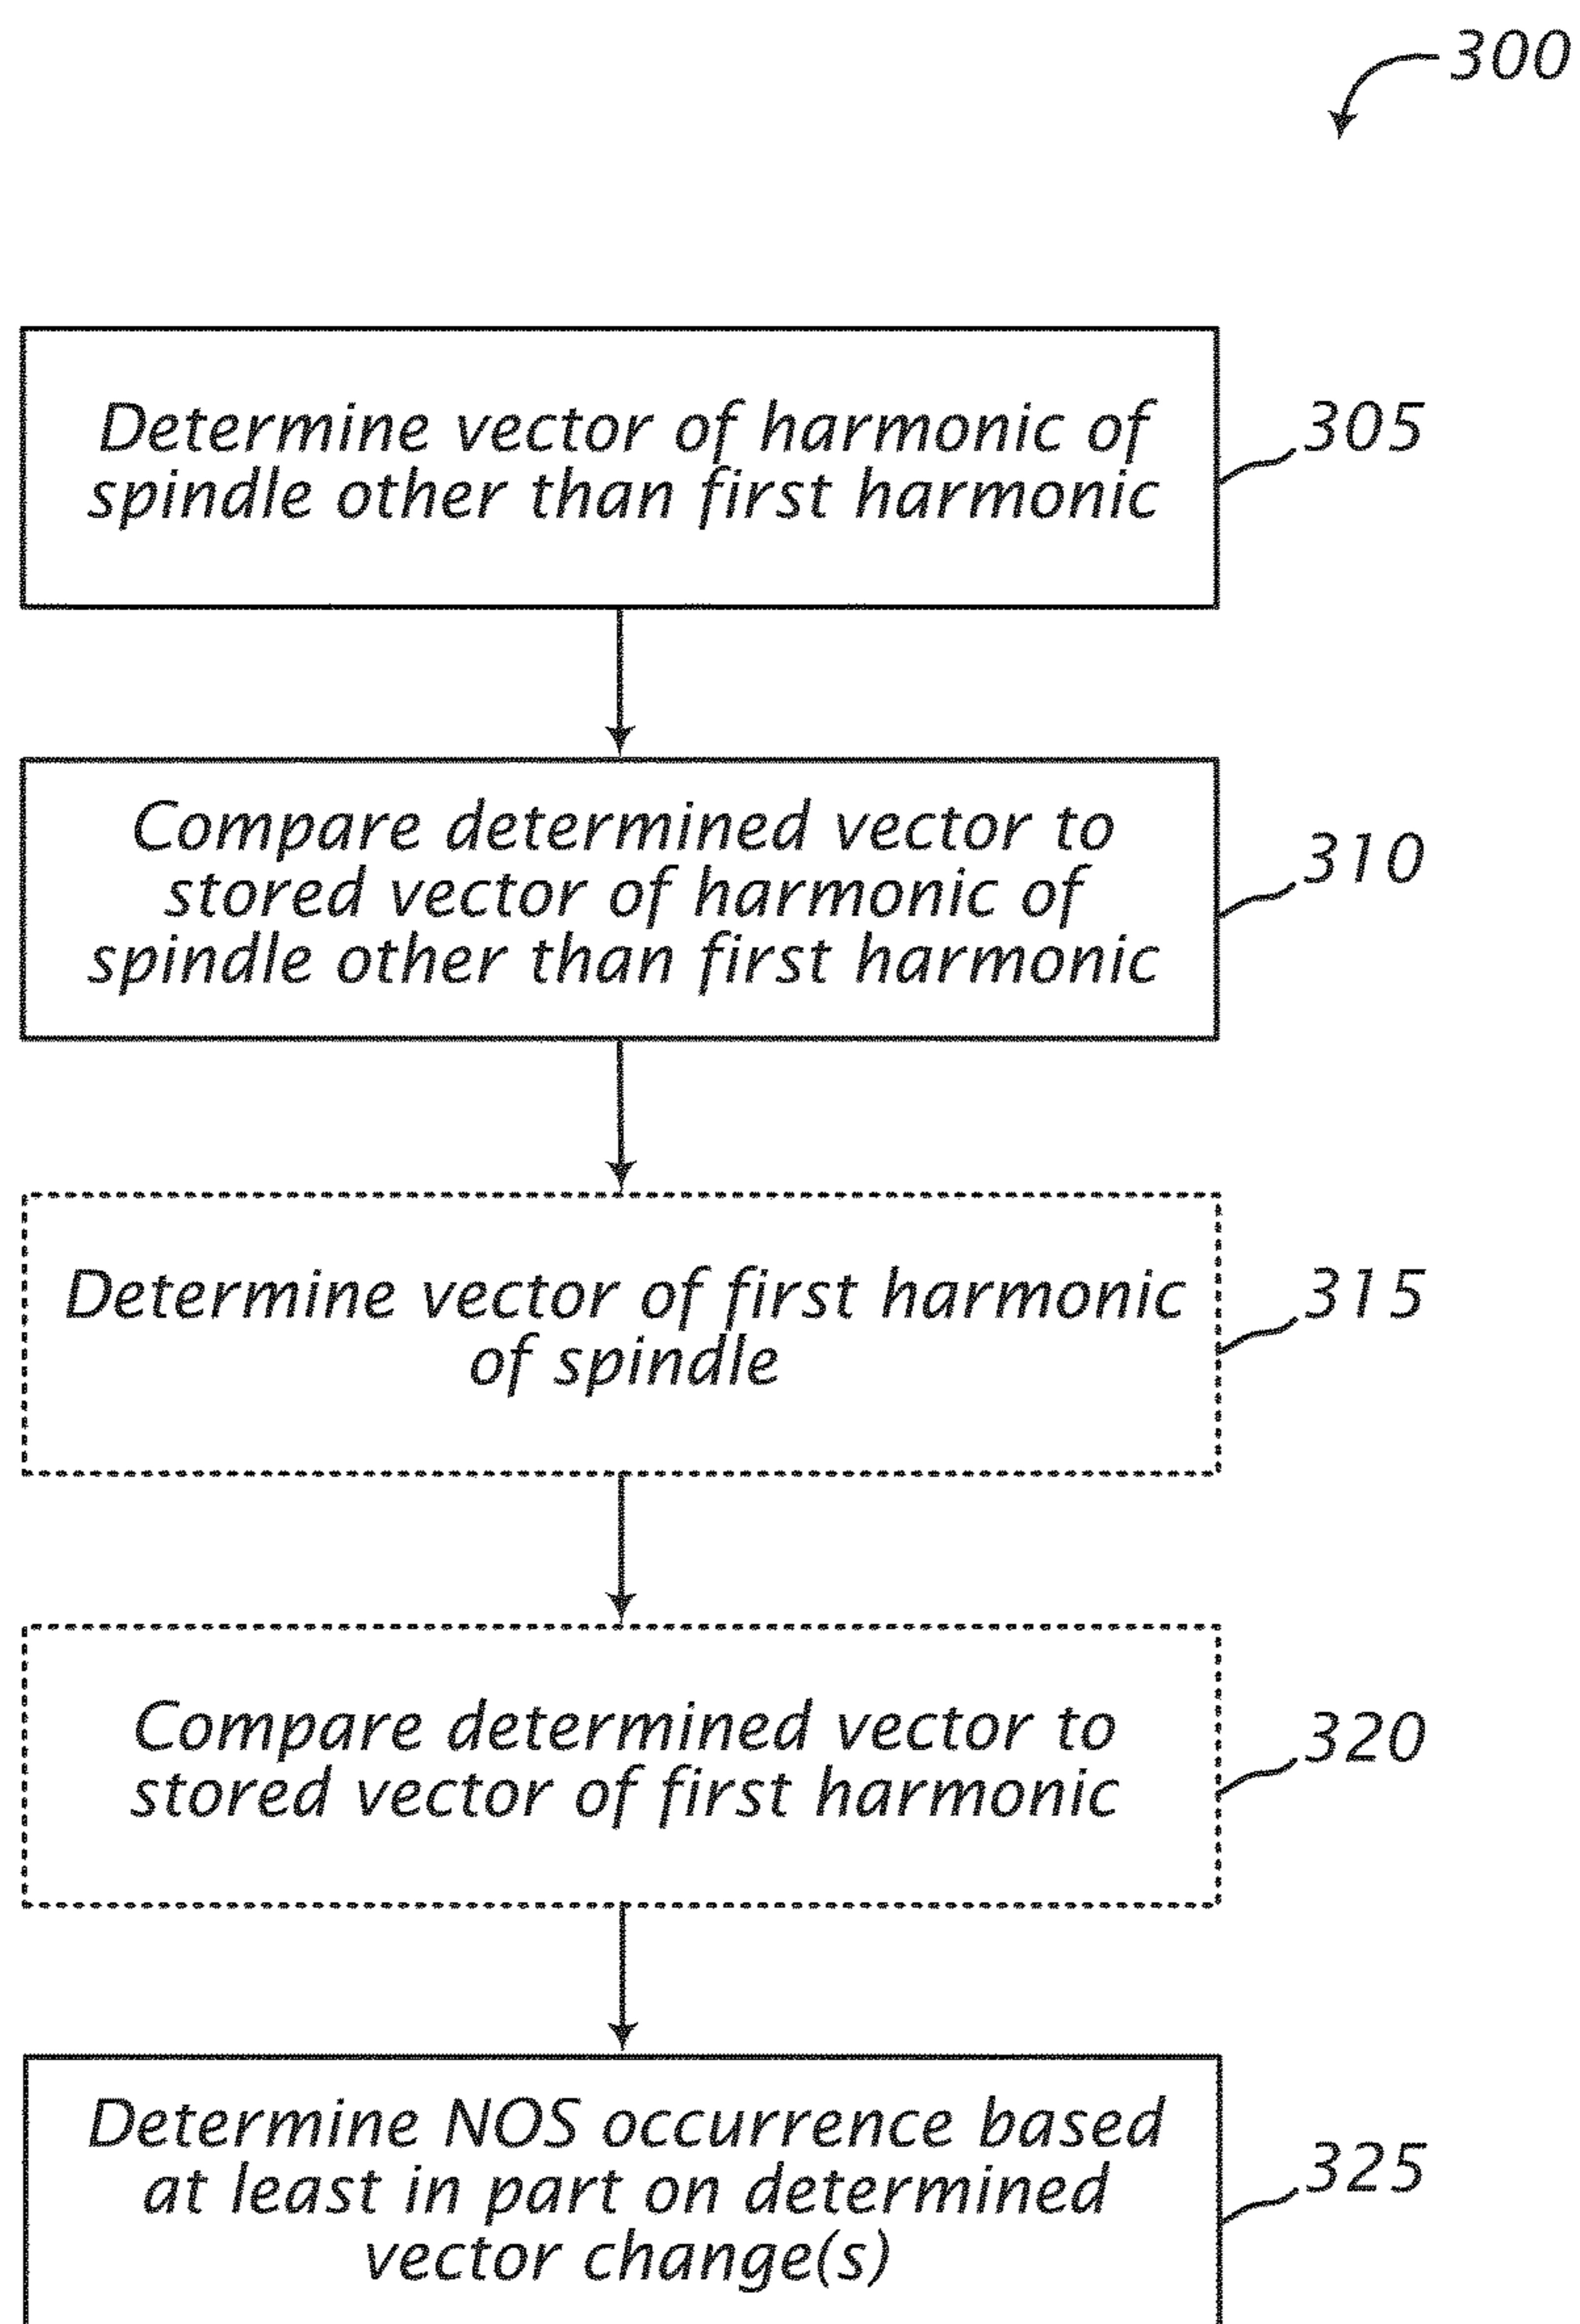 300
Determine vector of harmonic of
spindle other than first harmonic
305
Compare determined vector to
stored vector of harmonic of
spindle other than first harmonic
310
Determine vector of first harmonic
of spindle
315
Compare determined vector to
stored vector of first harmonic
320
Determine NOS occurrence based
at least in part on determined
vector change(s)
325